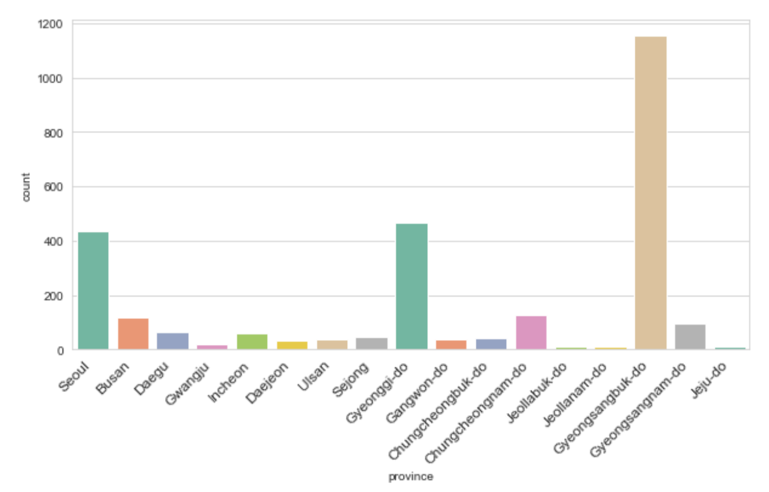 1200
1000
800
600
400
200
0
count
Seoul
Busan
Daegu
Gwangju
Incheon
Daejeon
Ulsan
Sejong
Gyeonggi-do
Gangwon-do
Chungcheongbuk-do
Chungcheongnam-do
Jeollabuk-do
Jeollanam-do
Gyeongsangbuk-do
Gyeongsangnam-do
Jeju-do
province